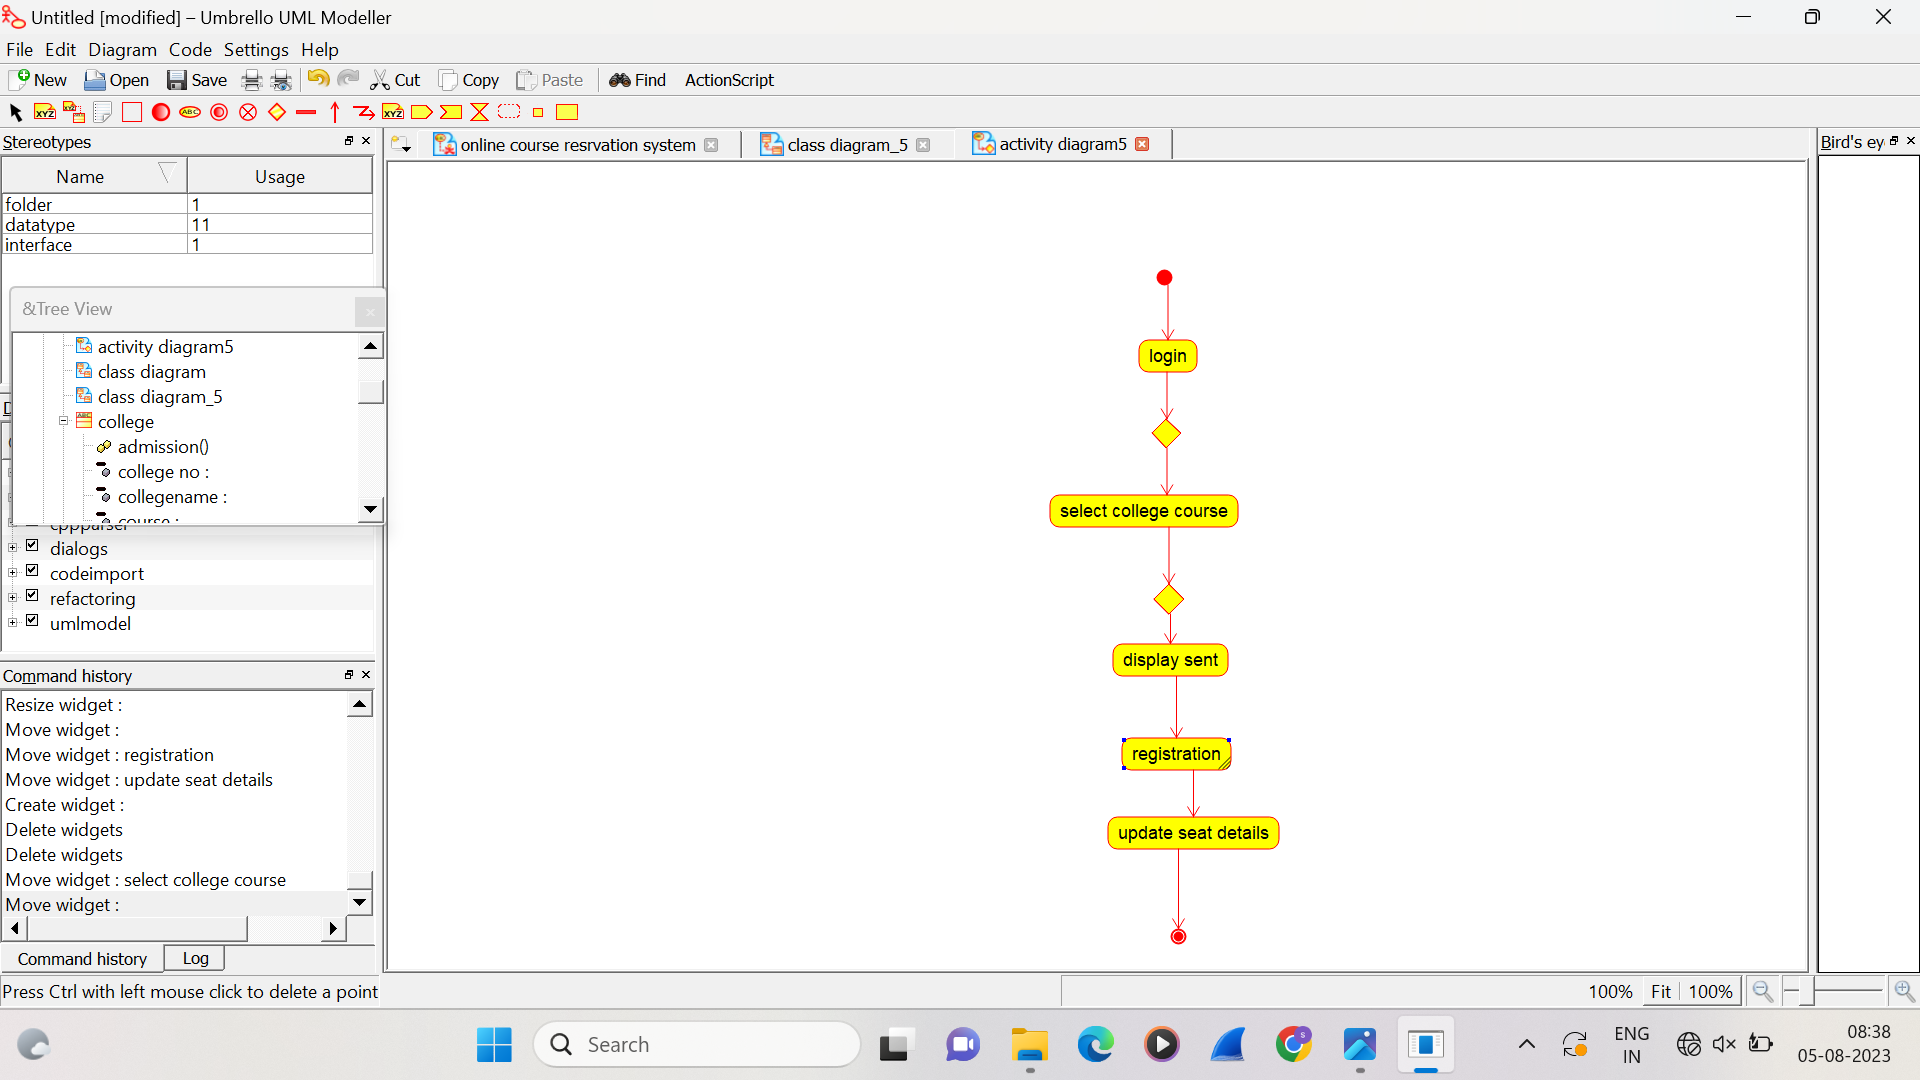 Untitled [modified] – Umbrello UML Modeller
File Edit Diagram Code Settings Help
New Open Save Cut Copy Paste Find ActionScript
Stereotypes
Name Usage
folder 1
datatype 11
interface 1
&Tree View
activity diagram5
class diagram
class diagram_5
college
admission()
college no :
collegename :
course :
cppparser
dialogs
codeimport
refactoring
umlmodel
Command history
Resize widget :
Move widget :
Move widget : registration
Move widget : update seat details
Create widget :
Delete widgets
Delete widgets
Move widget : select college course
Move widget :
Command history Log
Press Ctrl with left mouse click to delete a point
online course resrvation system class diagram_5 activity diagram5
login
select college course
display sent
registration
update seat details
Bird's ey
100% Fit 100%
Search
ENG
IN
08:38
05-08-2023